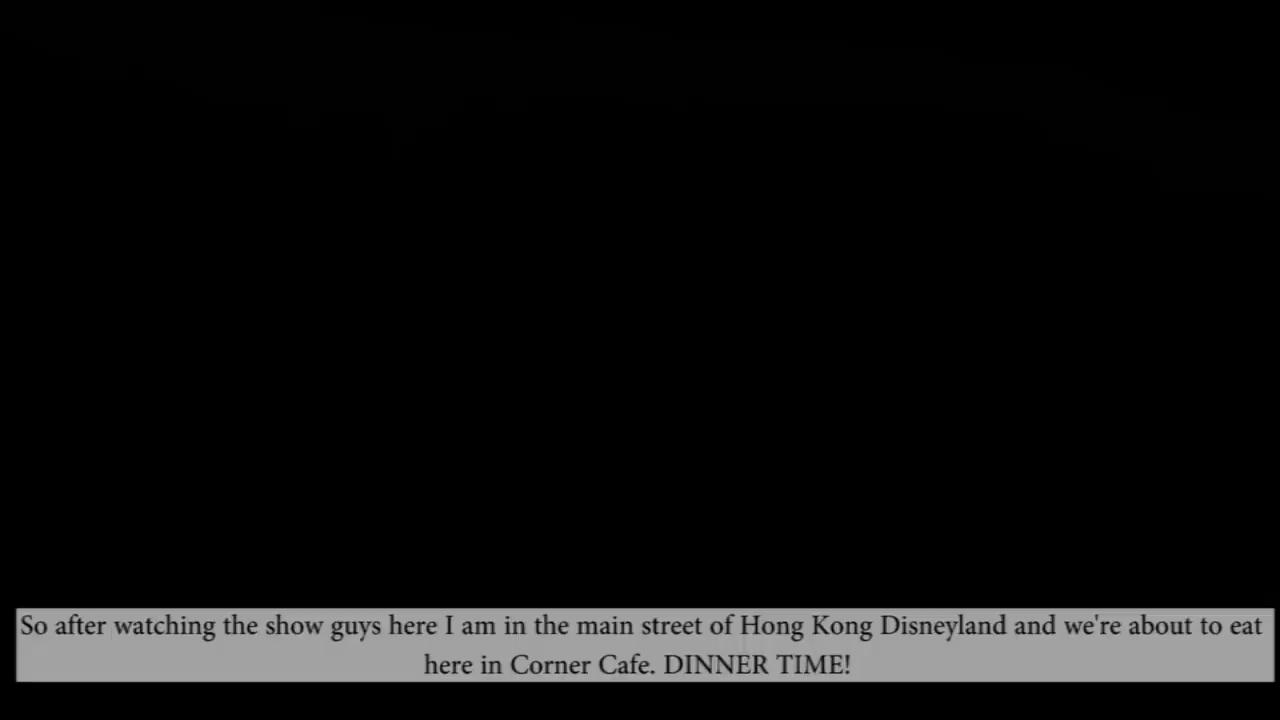 So after watching the show guys here I am in the main street of Hong Kong Disneyland and we're about to eat
here in Corner Cafe. DINNER TIME!